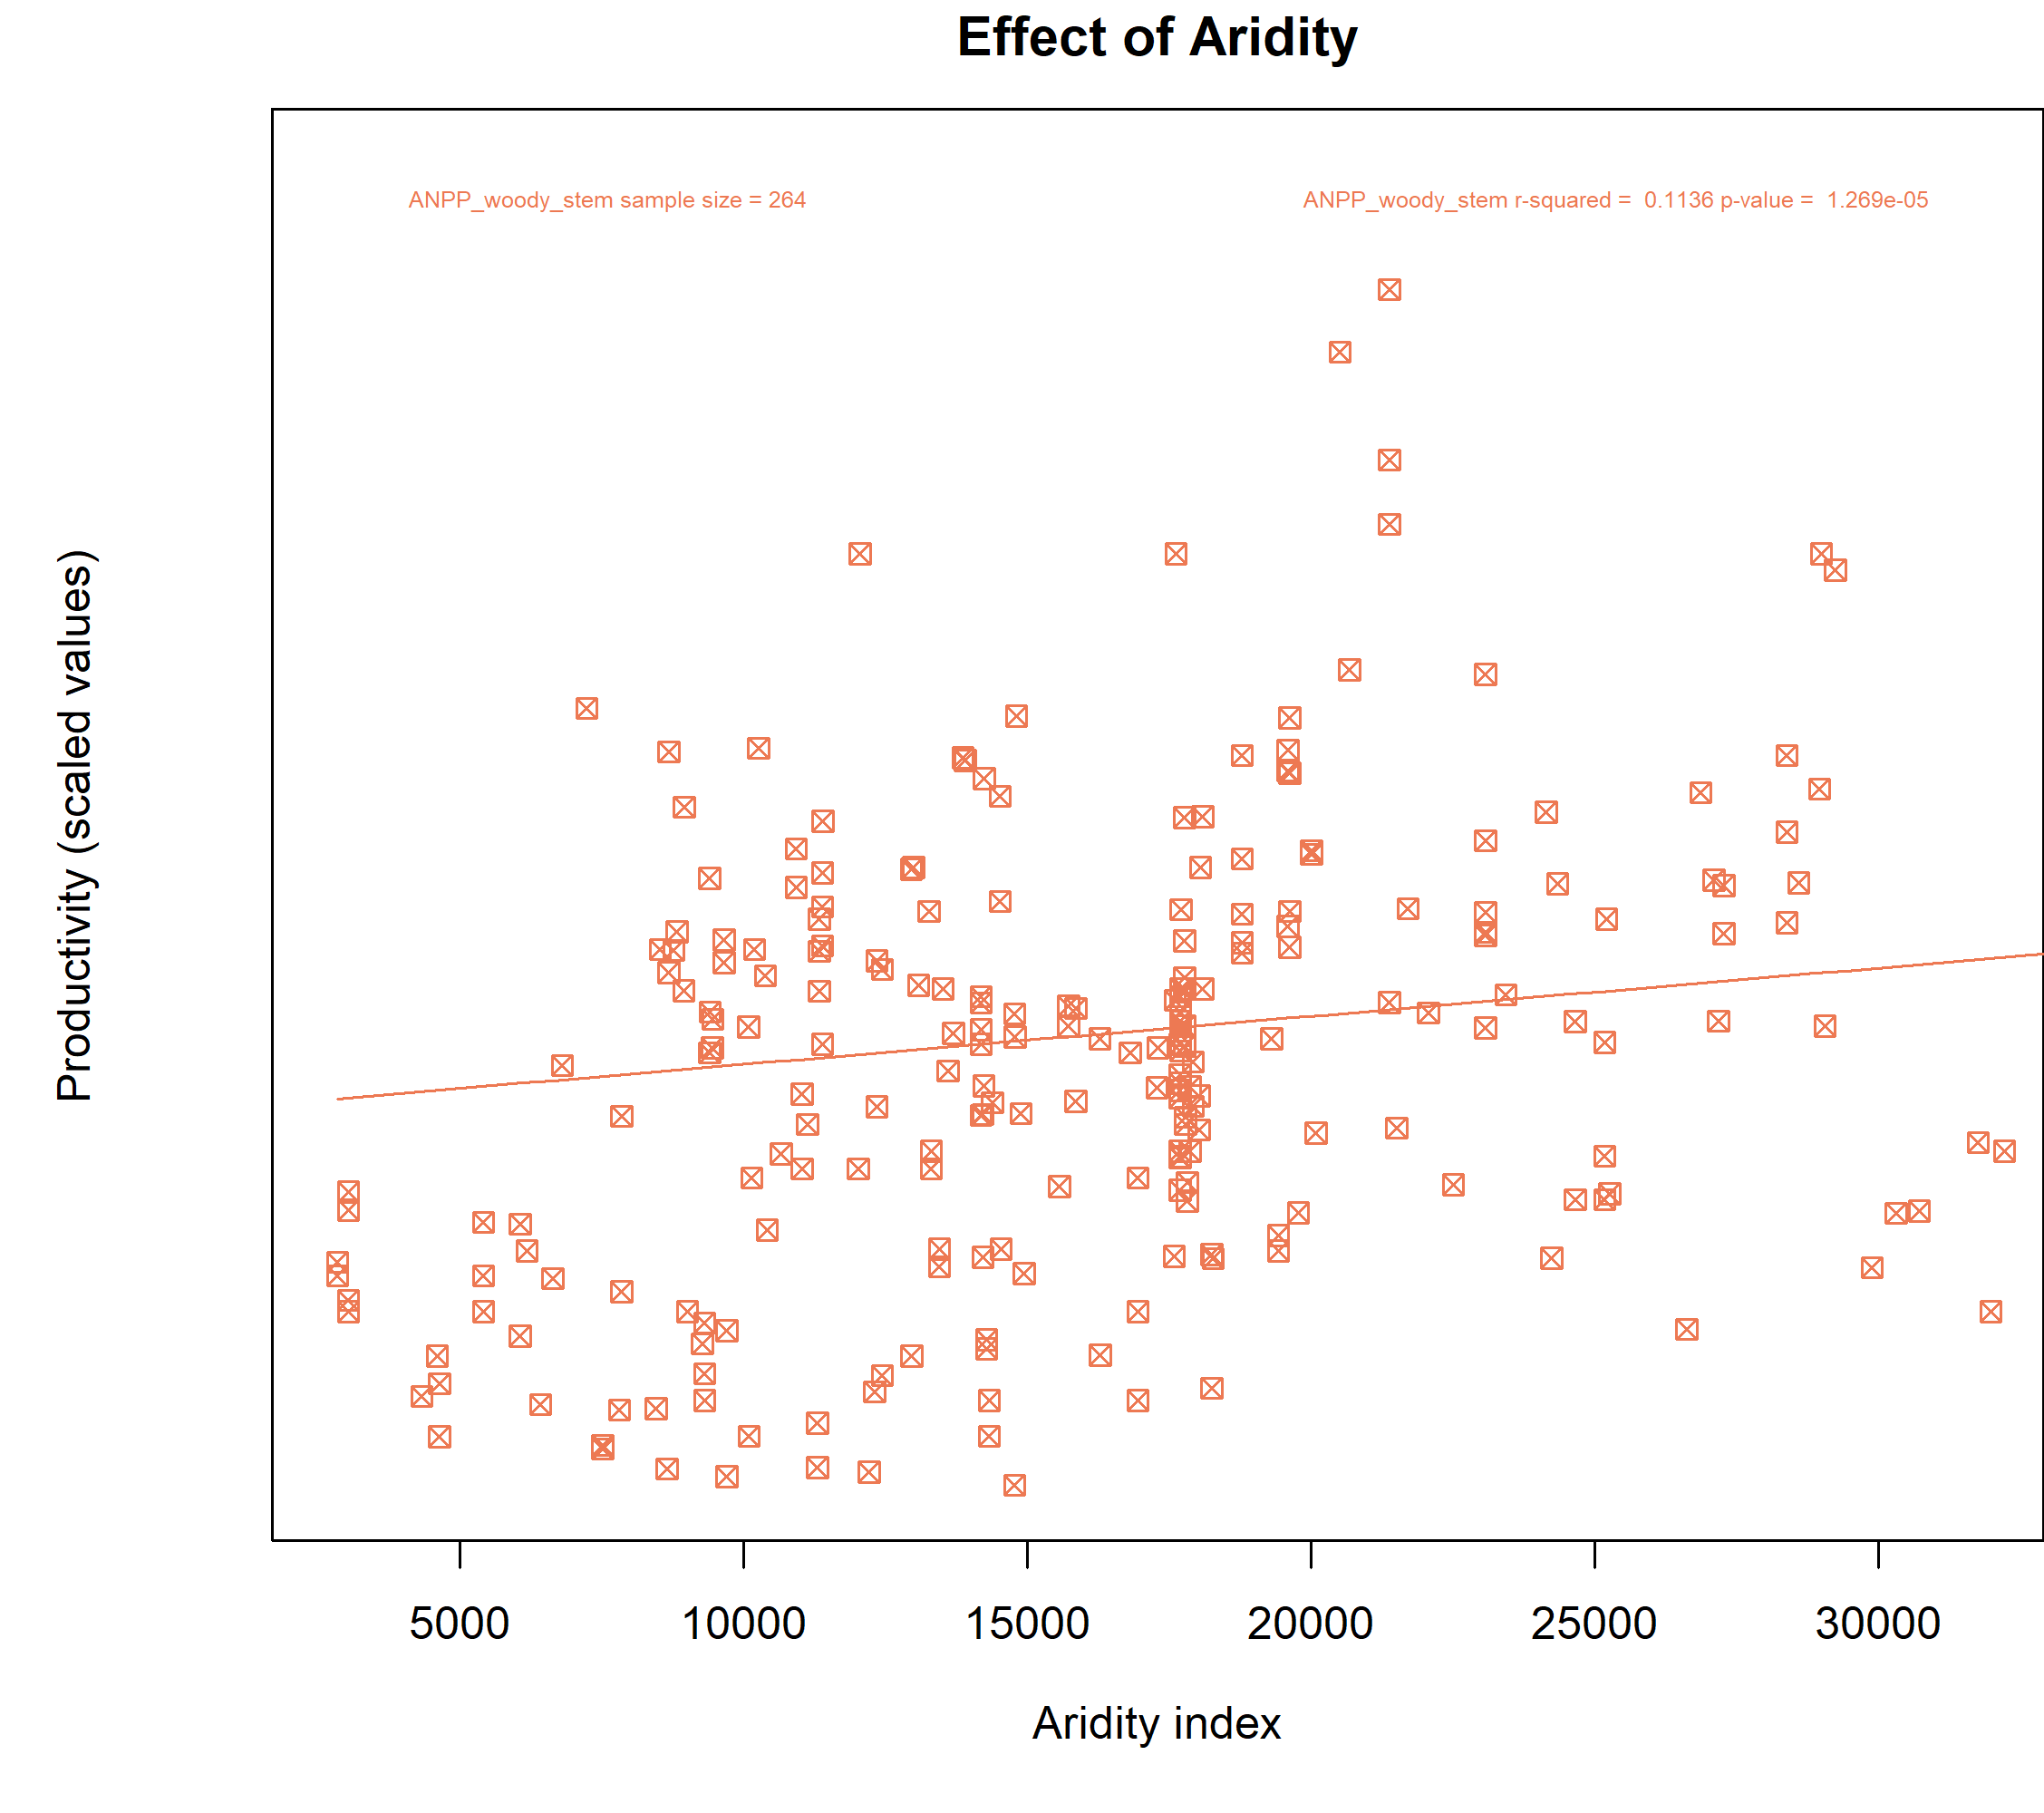 Effect of Aridity
ANPP_woody_stem sample size = 264
ANPP_woody_stem r-squared =  0.1136 p-value =  1.269e-05
Productivity (scaled values)
5000
10000
15000
20000
25000
30000
Aridity index